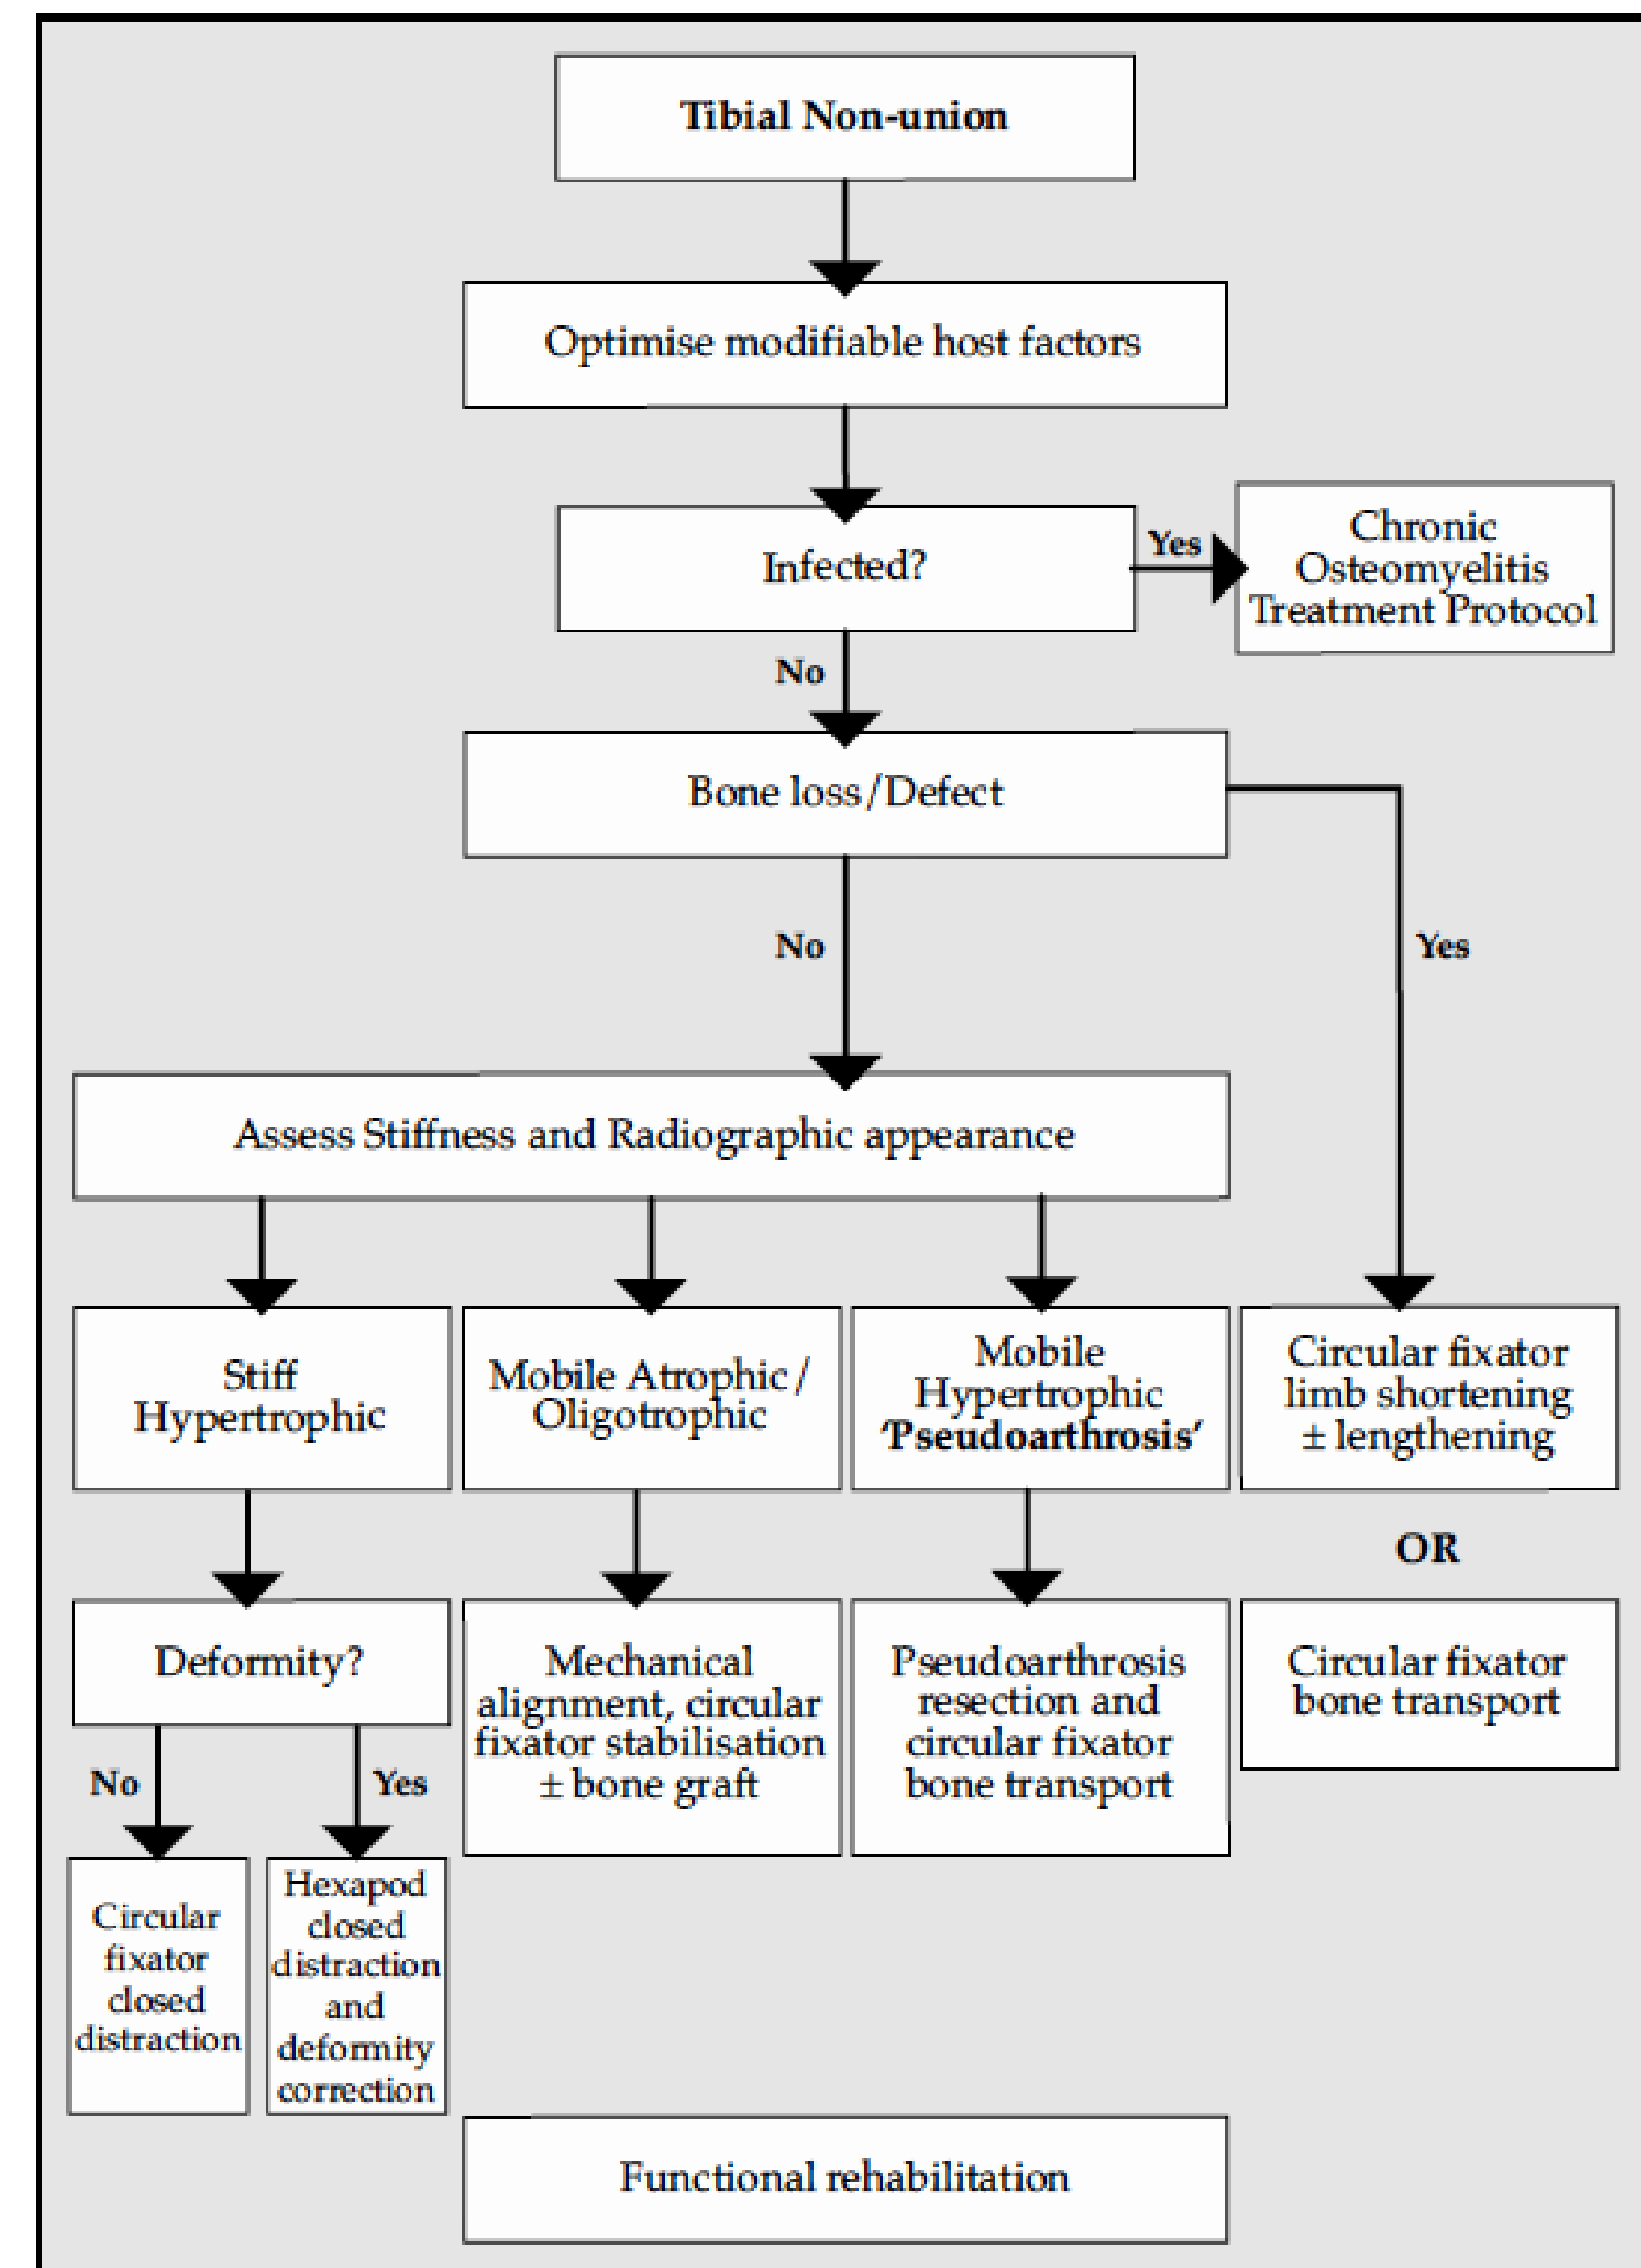 Tibial Non-union
Optimise modifiable host factors
Infected?
Yes
Chronic
Osteomyelitis
Treatment Protocol
No
Bone loss/Defect
No
Yes
Assess Stiffness and Radiographic appearance
Stiff
Hypertrophic
Mobile Atrophic/
Oligotrophic
Mobile
Hypertrophic
'Pseudoarthrosis'
Circular fixator
limb shortening
± lengthening
OR
Deformity?
Mechanical
alignment, circular
fixator stabilisation
± bone graft
Pseudoarthrosis
resection and
circular fixator
bone transport
Circular fixator
bone transport
No
Yes
Circular
fixator
closed
distraction
Hexapod
closed
distraction
and
deformity
correction
Functional rehabilitation